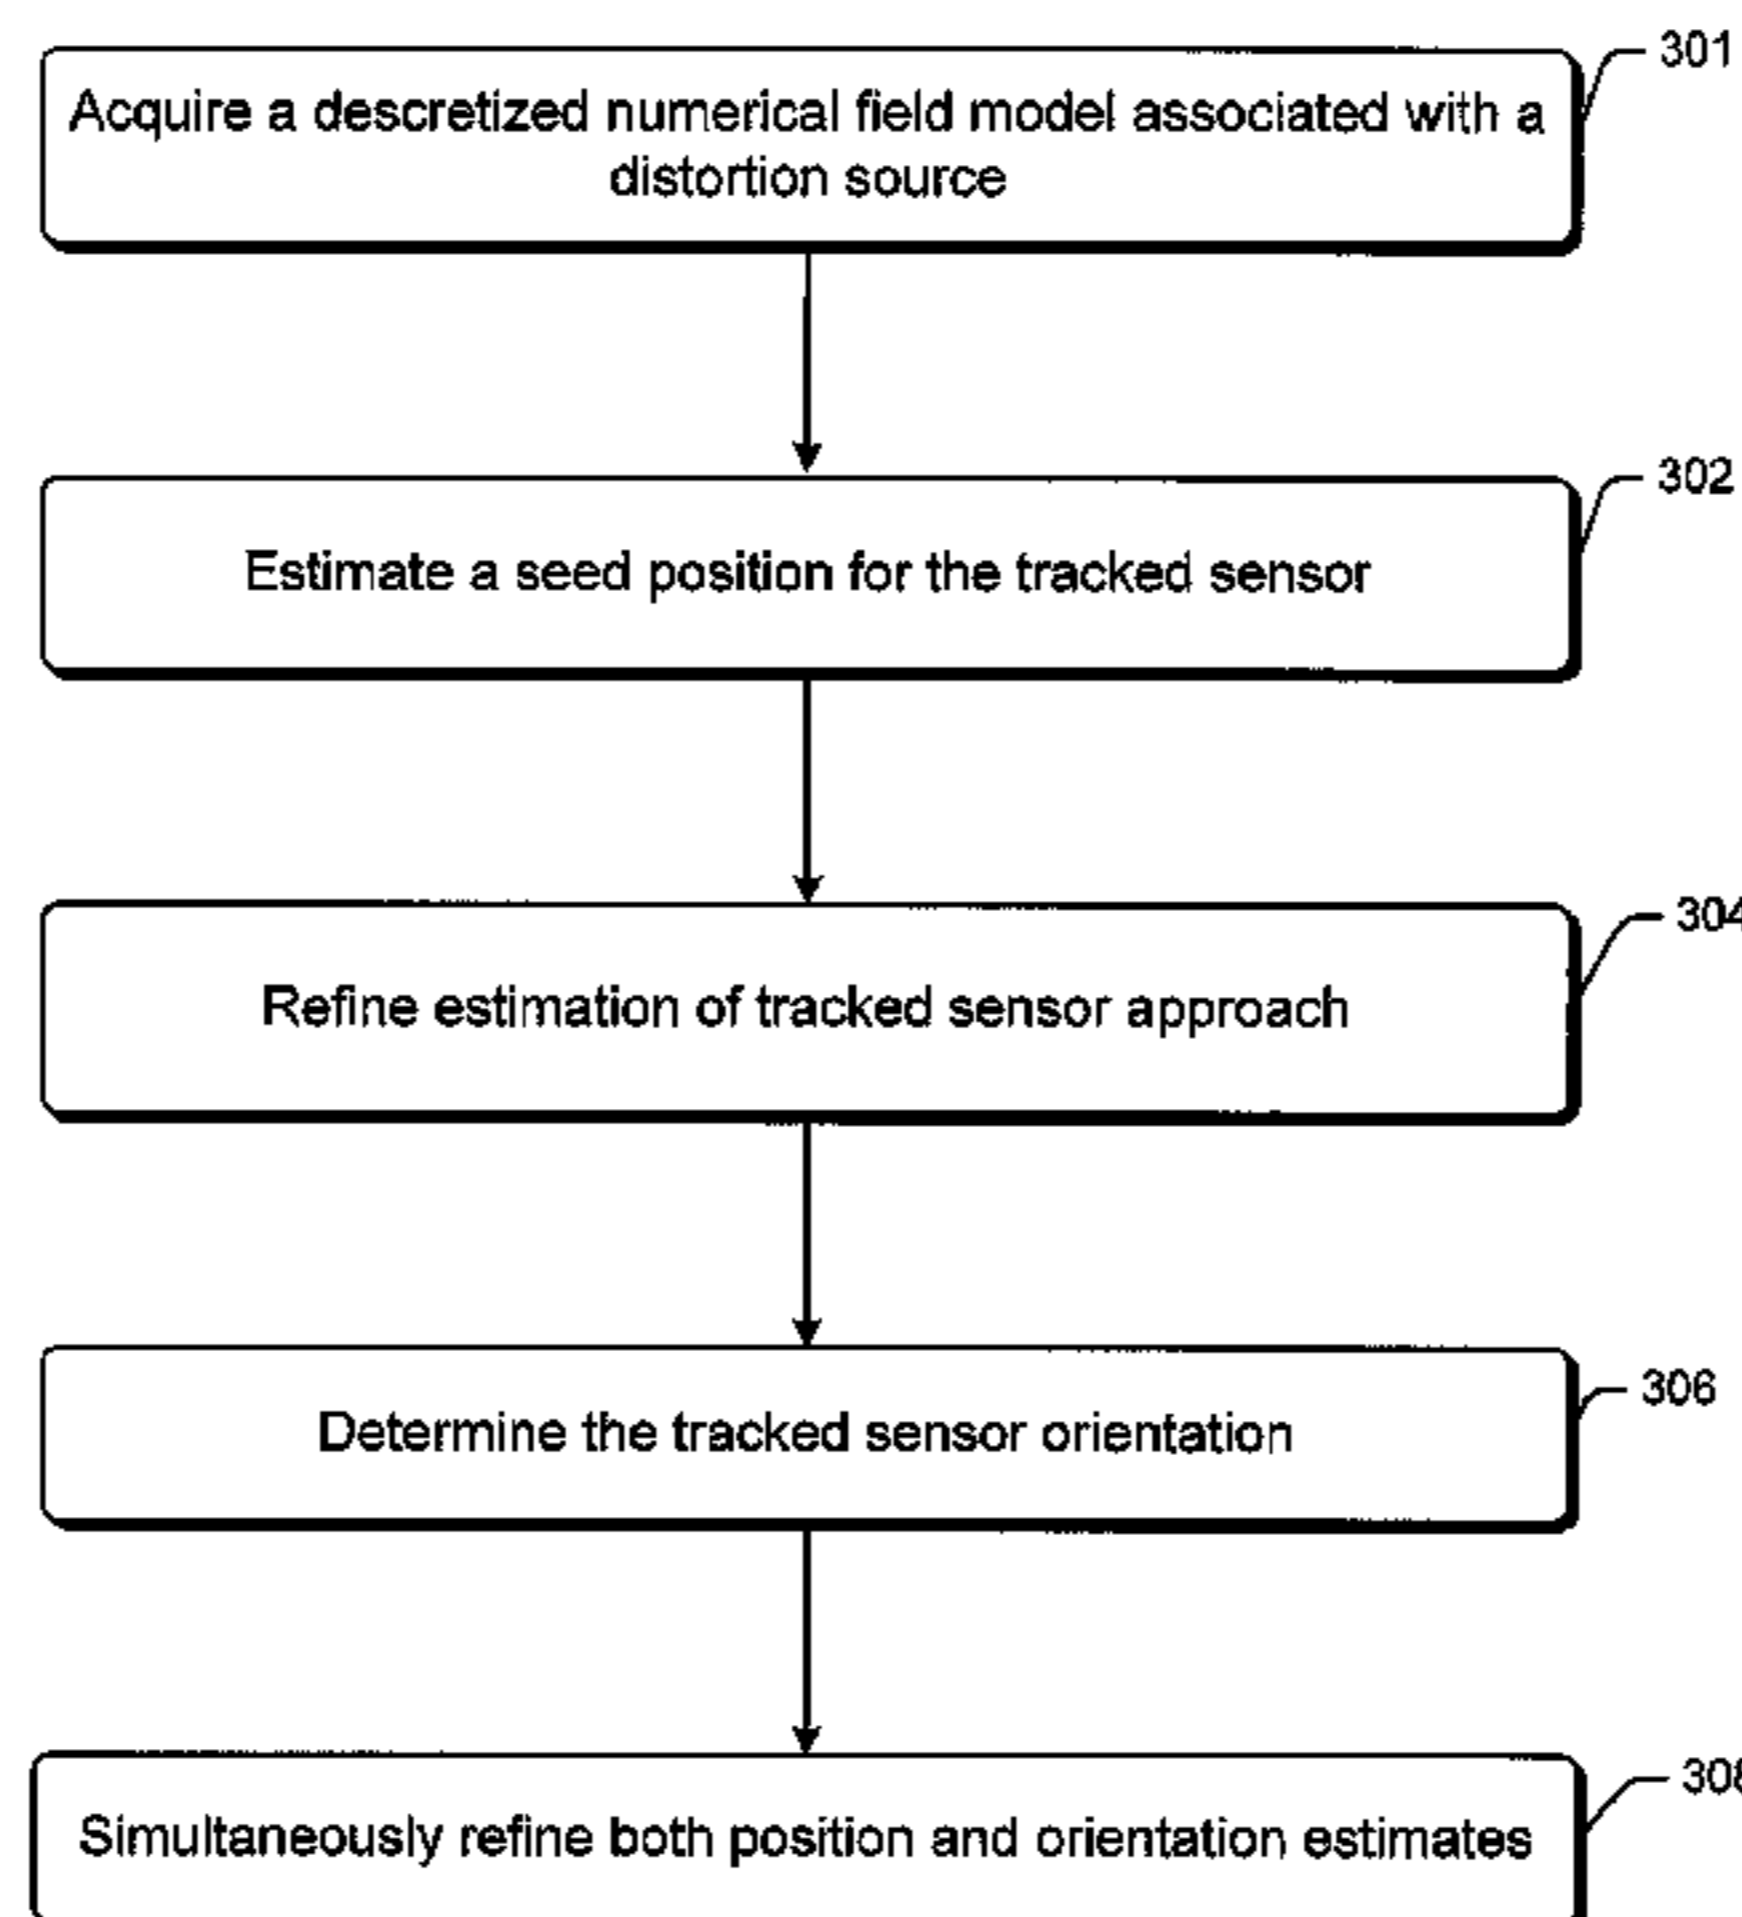 301
Acquire a descretized numerical field model associated with a
distortion source
302
Estimate a seed position for the tracked sensor
304
Refine estimation of tracked sensor approach
306
Determine the tracked sensor orientation
308
Simultaneously refine both position and orientation estimates